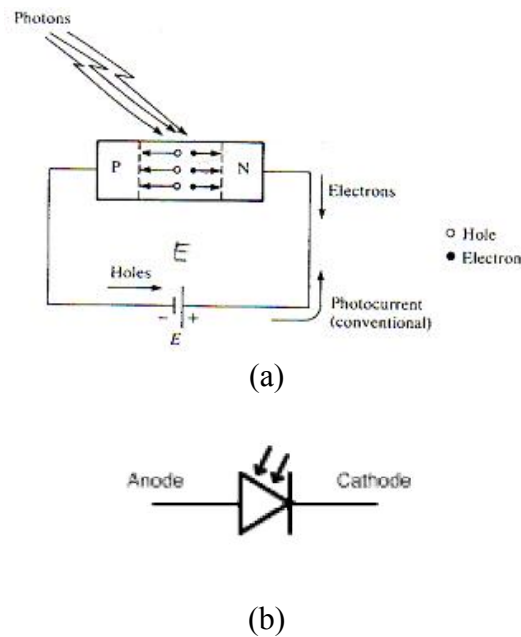 Photons
P
N
Electrons
○ Hole
● Electron
E
Holes
− +
E
Photocurrent
(conventional)
(a)
Anode
Cathode
(b)